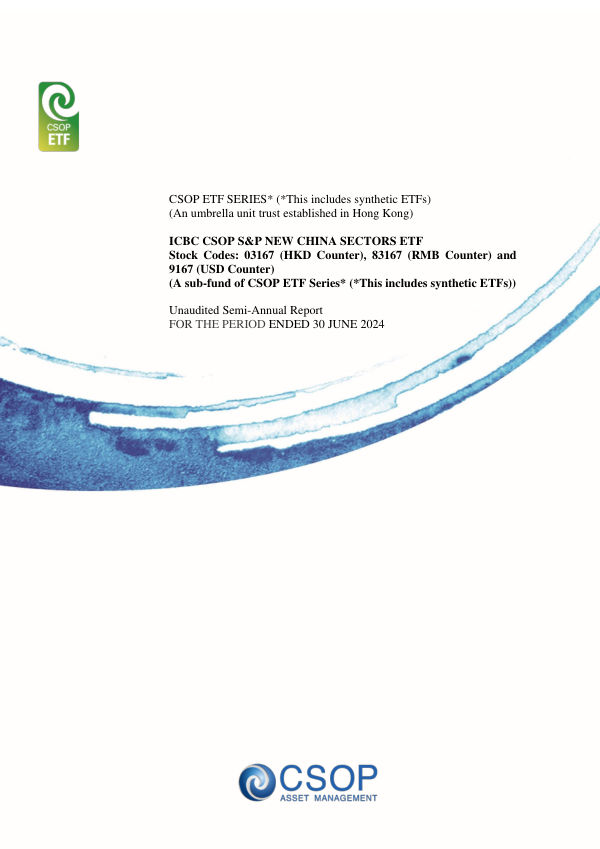 CSOP
ETF
CSOP ETF SERIES* (*This includes synthetic ETFs)
(An umbrella unit trust established in Hong Kong)
ICBC CSOP S&P NEW CHINA SECTORS ETF
Stock Codes: 03167 (HKD Counter), 83167 (RMB Counter) and
9167 (USD Counter)
(A sub-fund of CSOP ETF Series* (*This includes synthetic ETFs))
Unaudited Semi-Annual Report
FOR THE PERIOD ENDED 30 JUNE 2024
CSOP
ASSET MANAGEMENT